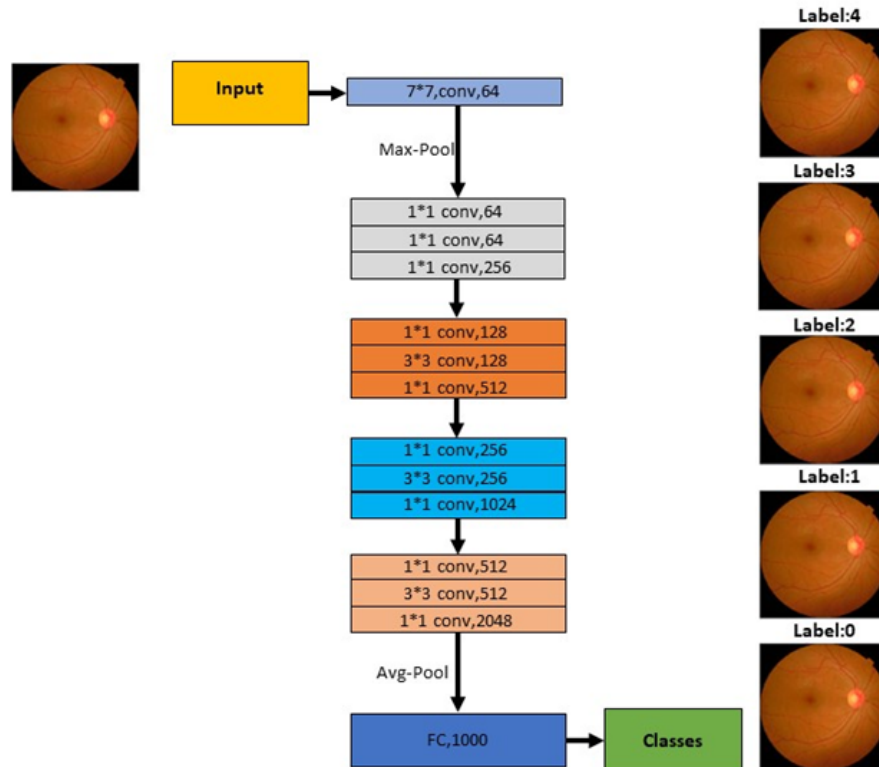 Input
7*7,conv,64
Max-Pool
1*1 conv,64
1*1 conv,64
1*1 conv,256
1*1 conv,128
3*3 conv,128
1*1 conv,512
1*1 conv,256
3*3 conv,256
1*1 conv,1024
1*1 conv,512
3*3 conv,512
1*1 conv,2048
Avg-Pool
FC,1000
Classes
Label:4
Label:3
Label:2
Label:1
Label:0